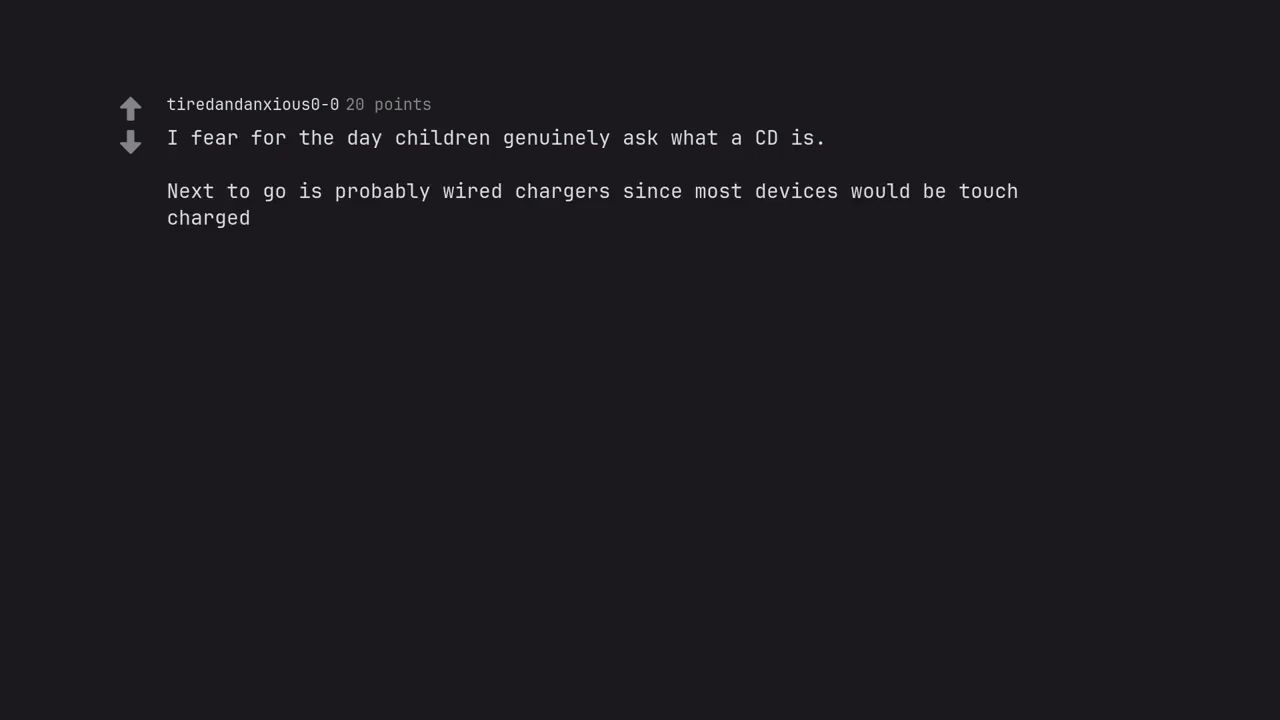 tiredandanxious0-0 20 points
I fear for the day children genuinely ask what a CD is.
Next to go is probably wired chargers since most devices would be touch
charged